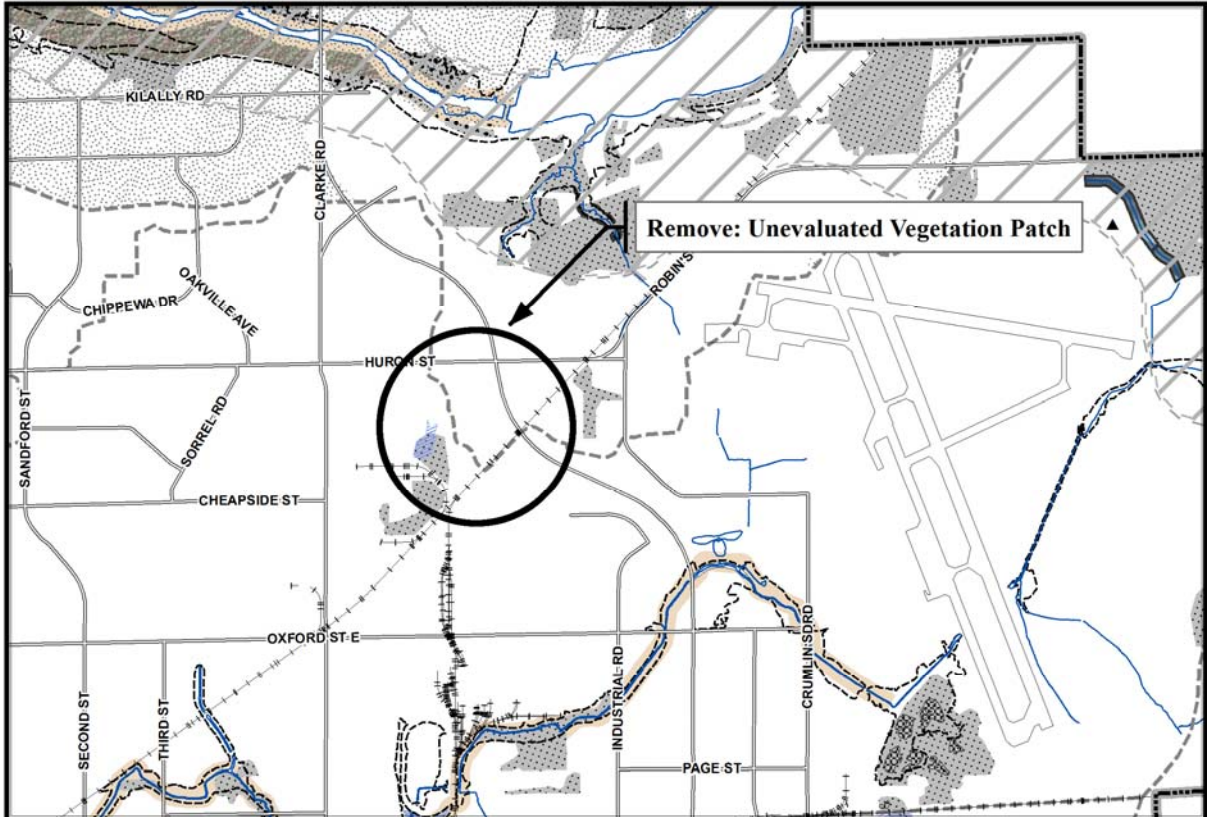 KILALLY RD
CLARKE RD
Remove: Unevaluated Vegetation Patch
ROBIN'S
OAKVILLE AVE
CHIPPEWA DR
HURON ST
SANDFORD ST
SORREL RD
CHEAPSIDE ST
OXFORD ST E
INDUSTRIAL RD
CRUMLIN SDRD
SECOND ST
THIRD ST
PAGE ST